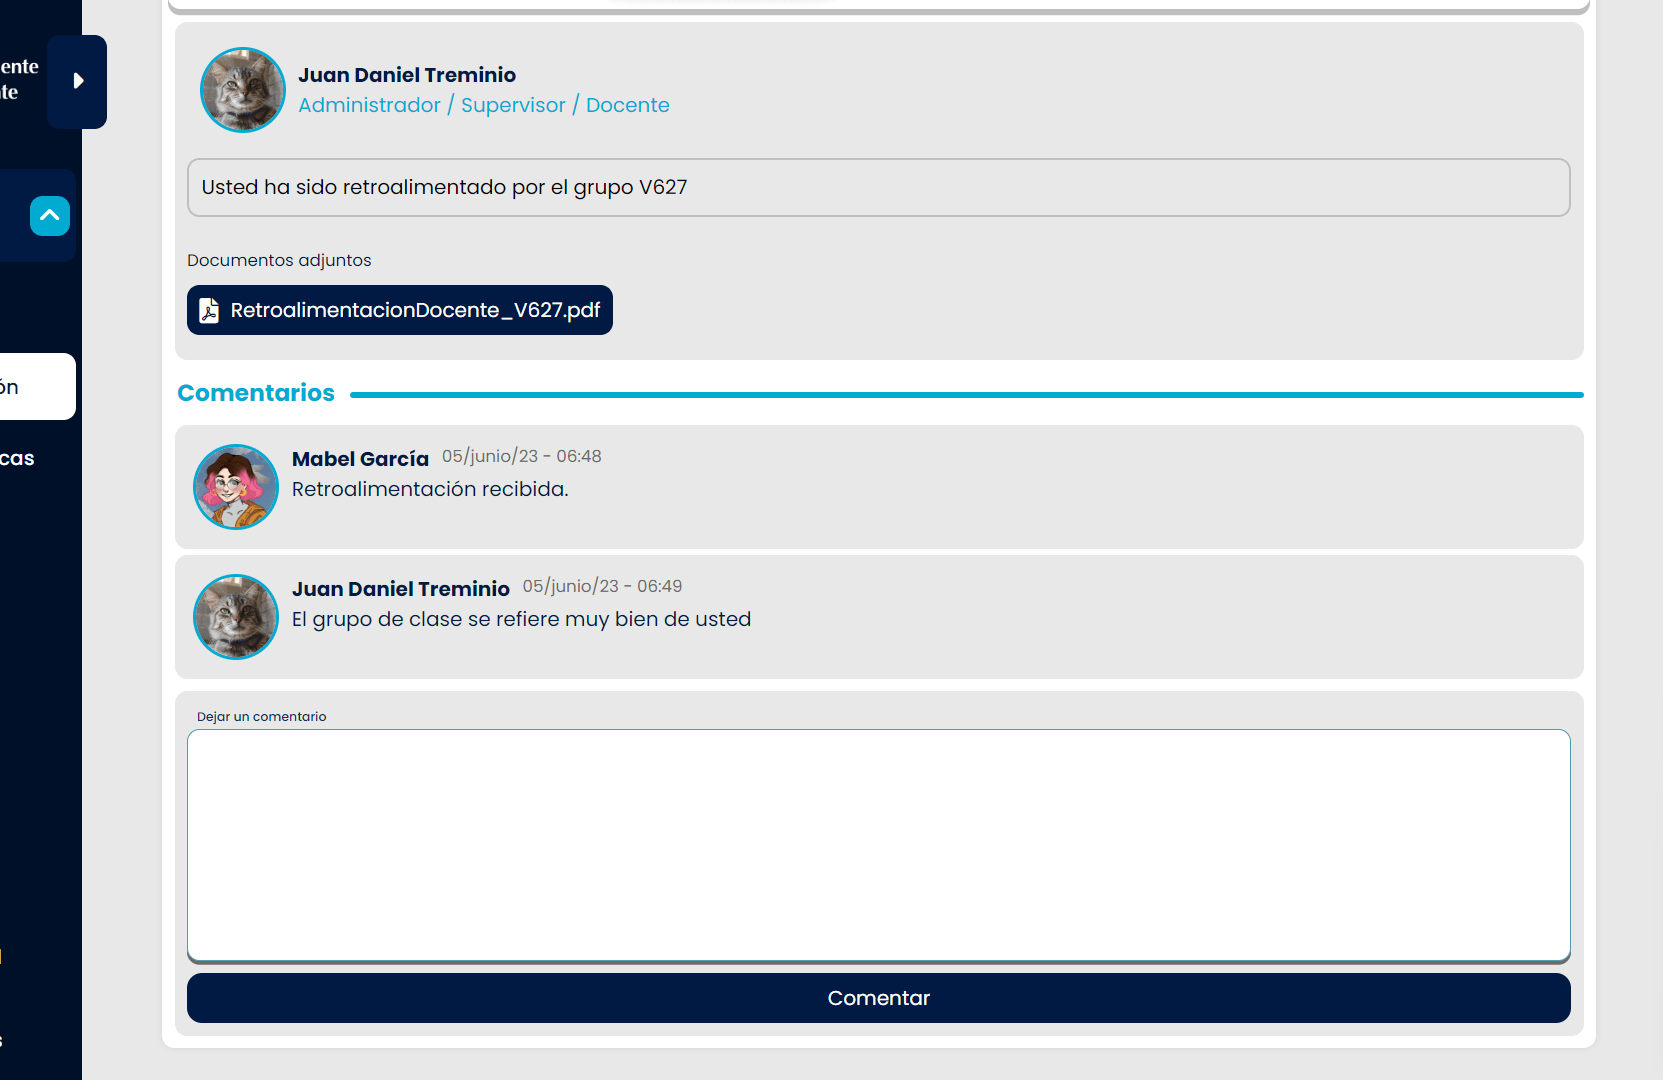 ente
te
Juan Daniel Treminio
Administrador / Supervisor / Docente
Usted ha sido retroalimentado por el grupo V627
Documentos adjuntos
RetroalimentacionDocente_V627.pdf
ón
Comentarios
cas
Mabel García 05/junio/23 - 06:48
Retroalimentación recibida.
Juan Daniel Treminio 05/junio/23 - 06:49
El grupo de clase se refiere muy bien de usted
Dejar un comentario
Comentar
s